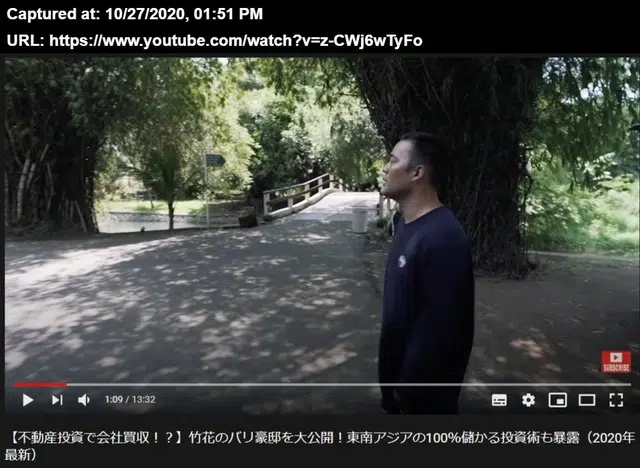 Captured at: 10/27/2020, 01:51 PM
URL: https://www.youtube.com/watch?v=z-CWj6wTyFo
SUBSCRIBE
1:09 / 13:32
【不動産投資で会社買収！？】竹花のバリ豪邸を大公開！東南アジアの100%儲かる投資術も暴露（2020年
最新）